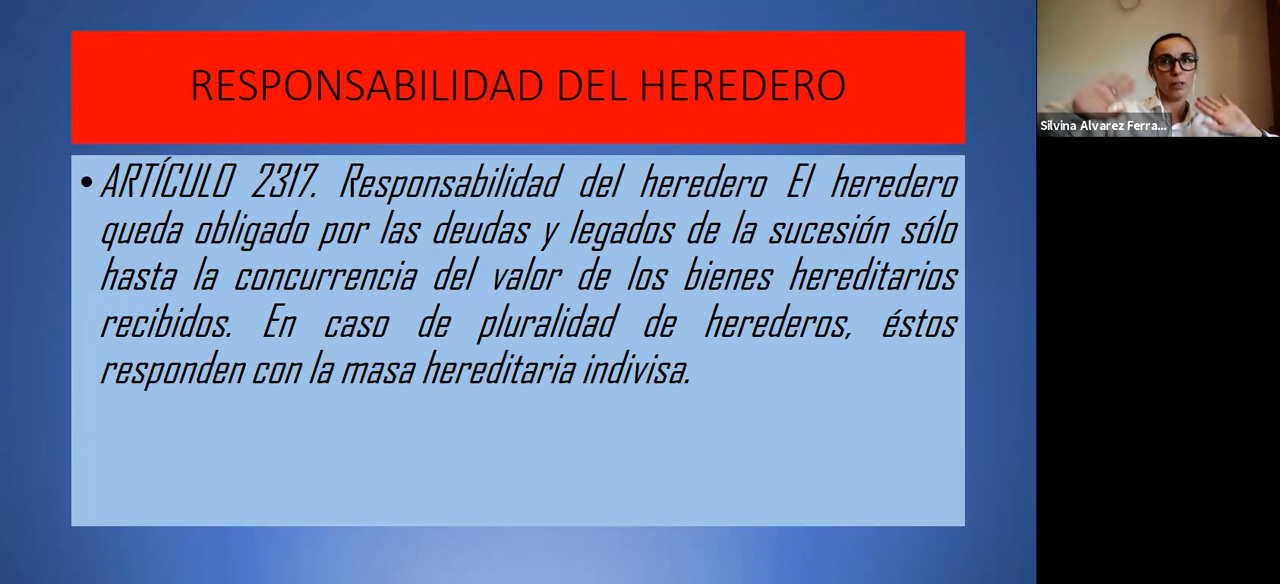 RESPONSABILIDAD DEL HEREDERO
• ARTÍCULO 2317. Responsabilidad del heredero El heredero
queda obligado por las deudas y legados de la sucesión sólo
hasta la concurrencia del valor de los bienes hereditarios
recibidos. En caso de pluralidad de herederos, éstos
responden con la masa hereditaria indivisa.
Silvina Alvarez Ferra...